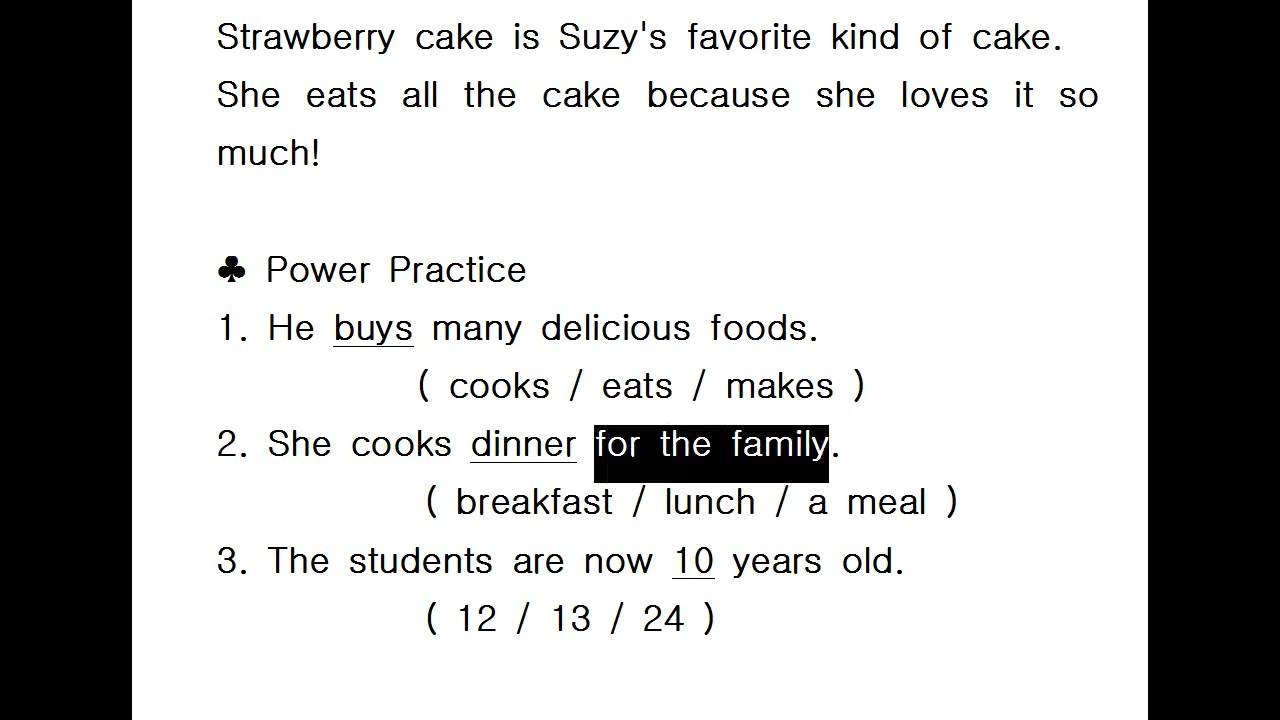 Strawberry cake is Suzy's favorite kind of cake.
She eats all the cake because she loves it so
much!
♣ Power Practice
1. He buys many delicious foods.
( cooks / eats / makes )
2. She cooks dinner for the family.
( breakfast / lunch / a meal )
3. The students are now 10 years old.
( 12 / 13 / 24 )